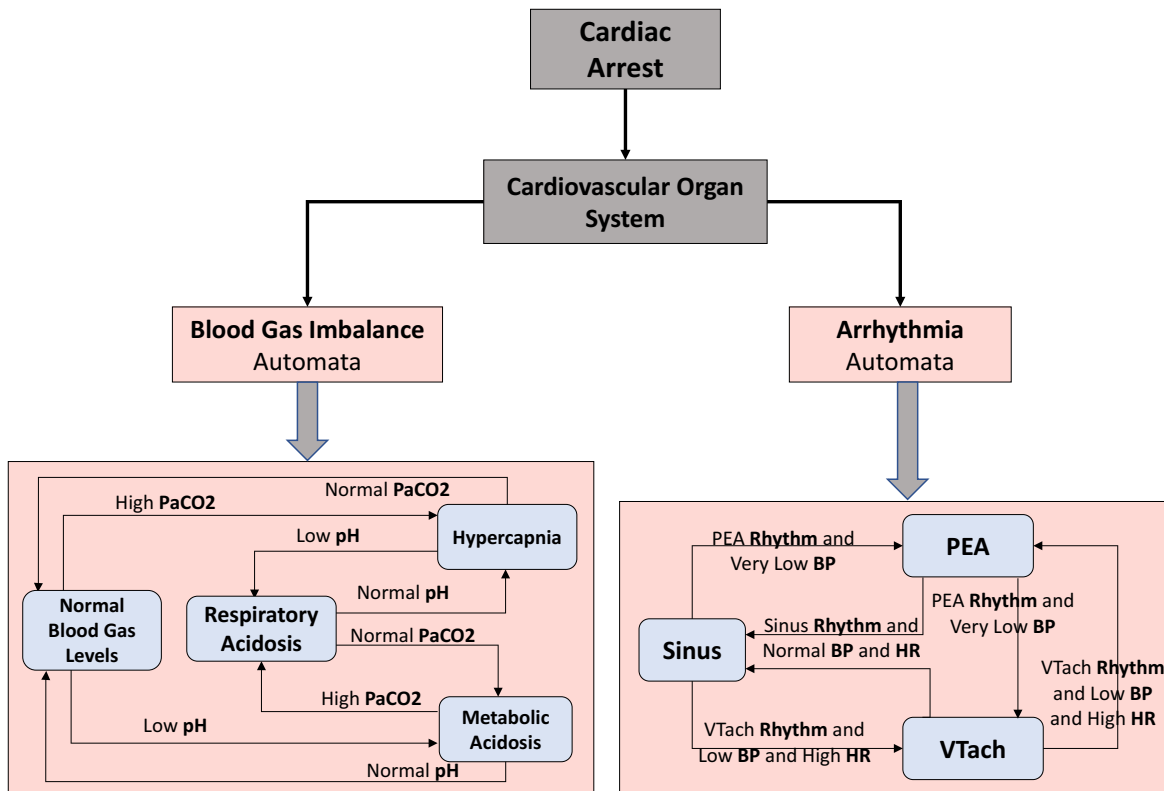 Cardiac
Arrest
Cardiovascular Organ
System
Blood Gas Imbalance
Automata
Arrhythmia
Automata
Normal PaCO2
High PaCO2
Hypercapnia
Low pH
Normal pH
Normal
Blood Gas
Levels
Respiratory
Acidosis
Normal PaCO2
High PaCO2
Low pH
Metabolic
Acidosis
Normal pH
PEA Rhythm and
Very Low BP
PEA
PEA Rhythm and
Very Low BP
Sinus
Sinus Rhythm and
Normal BP and HR
VTach Rhythm
and Low BP
and High HR
VTach Rhythm and
Low BP and High HR
VTach